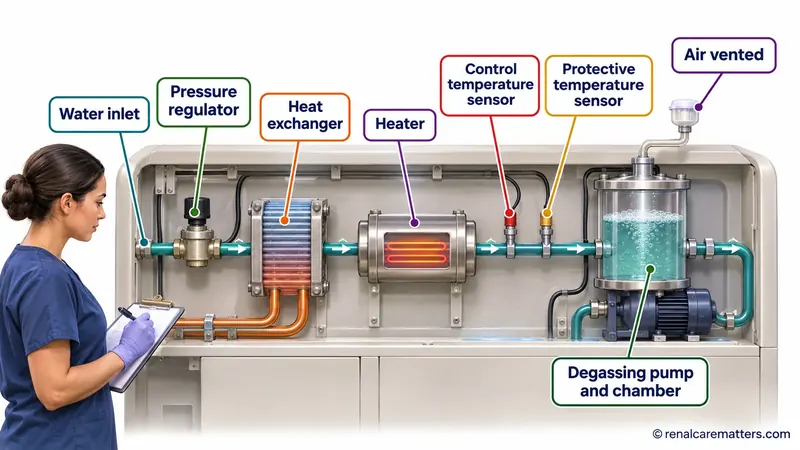 Water inlet
Pressure
regulator
Heat
exchanger
Heater
Control
temperature
sensor
Protective
temperature
sensor
Air vented
Degassing pump
and chamber
© renalcarematters.com